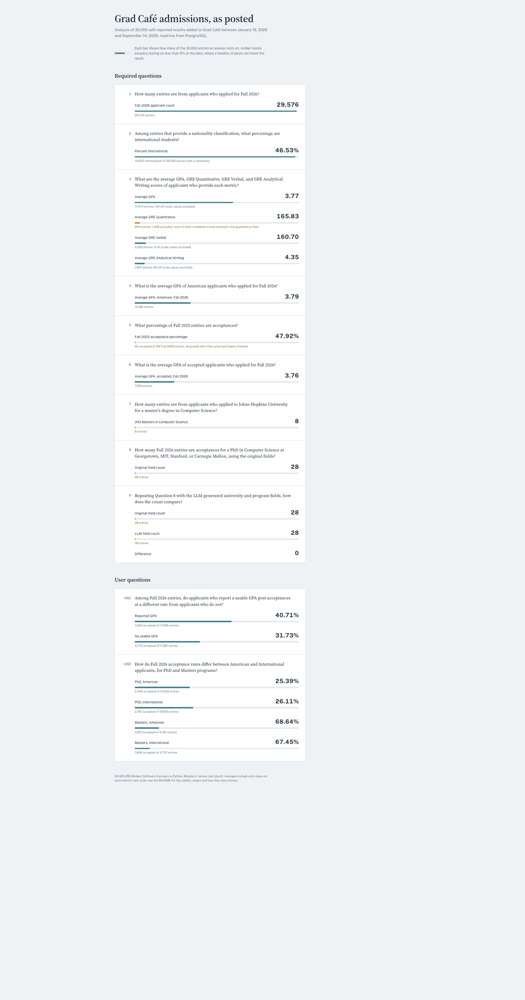 Grad Café admissions, as posted
Analysis of 30,000 self-reported results added to Grad Café between January 19, 2026
and September 14, 2026, read live from PostgreSQL.
Each bar shows how many of the 30,000 entries an answer rests on. Amber marks
answers resting on less than 5% of the data, where a handful of posts can move the
result.
Required questions
1 How many entries are from applicants who applied for Fall 2026?
Fall 2026 applicant count 29,576
29,576 entries
2 Among entries that provide a nationality classification, what percentage are
international students?
Percent International 46.53%
13,650 international of 29,336 entries with a nationality
3 What are the average GPA, GRE Quantitative, GRE Verbal, and GRE Analytical
Writing scores of applicants who provide each metric?
Average GPA 3.77
17,974 entries; 134 off-scale values excluded
Average GRE Quantitative 165.83
954 entries; 1,438 excluded, most of them combined scores entered in the quantitative field
Average GRE Verbal 160.70
2,002 entries; 4 off-scale values excluded
Average GRE Analytical Writing 4.35
1,807 entries; 80 off-scale values excluded
4 What is the average GPA of American applicants who applied for Fall 2026?
Average GPA, American, Fall 2026 3.79
10,180 entries
5 What percentage of Fall 2025 entries are acceptances?
Fall 2025 acceptance percentage 47.92%
92 accepted of 192 Fall 2025 entries, all posted after that cycle had largely finished
6 What is the average GPA of accepted applicants who applied for Fall 2026?
Average GPA, accepted, Fall 2026 3.76
7,204 entries
7 How many entries are from applicants who applied to Johns Hopkins University
for a master's degree in Computer Science?
JHU Masters in Computer Science 8
8 entries
8 How many Fall 2026 entries are acceptances for a PhD in Computer Science at
Georgetown, MIT, Stanford, or Carnegie Mellon, using the original fields?
Original-field count 28
28 entries
9 Repeating Question 8 with the LLM-generated university and program fields, how
does the count compare?
Original-field count 28
28 entries
LLM-field count 28
28 entries
Difference 0
User questions
UQ1 Among Fall 2026 entries, do applicants who report a usable GPA post acceptances
at a different rate from applicants who do not?
Reported GPA 40.71%
7,204 accepted of 17,695 entries
No usable GPA 31.73%
3,770 accepted of 11,881 entries
UQ2 How do Fall 2026 acceptance rates differ between American and International
applicants, for PhD and Masters programs?
PhD, American 25.39%
2,546 accepted of 10,029 entries
PhD, International 26.11%
2,781 accepted of 10,650 entries
Masters, American 68.64%
3,021 accepted of 4,401 entries
Masters, International 67.45%
1,846 accepted of 2,737 entries
EN 605.256 Modern Software Concepts in Python, Module 3. Joshua Latz (jlatz1). Averages include only values on
each metric's own scale; see the README for the validity ranges and how they were chosen.